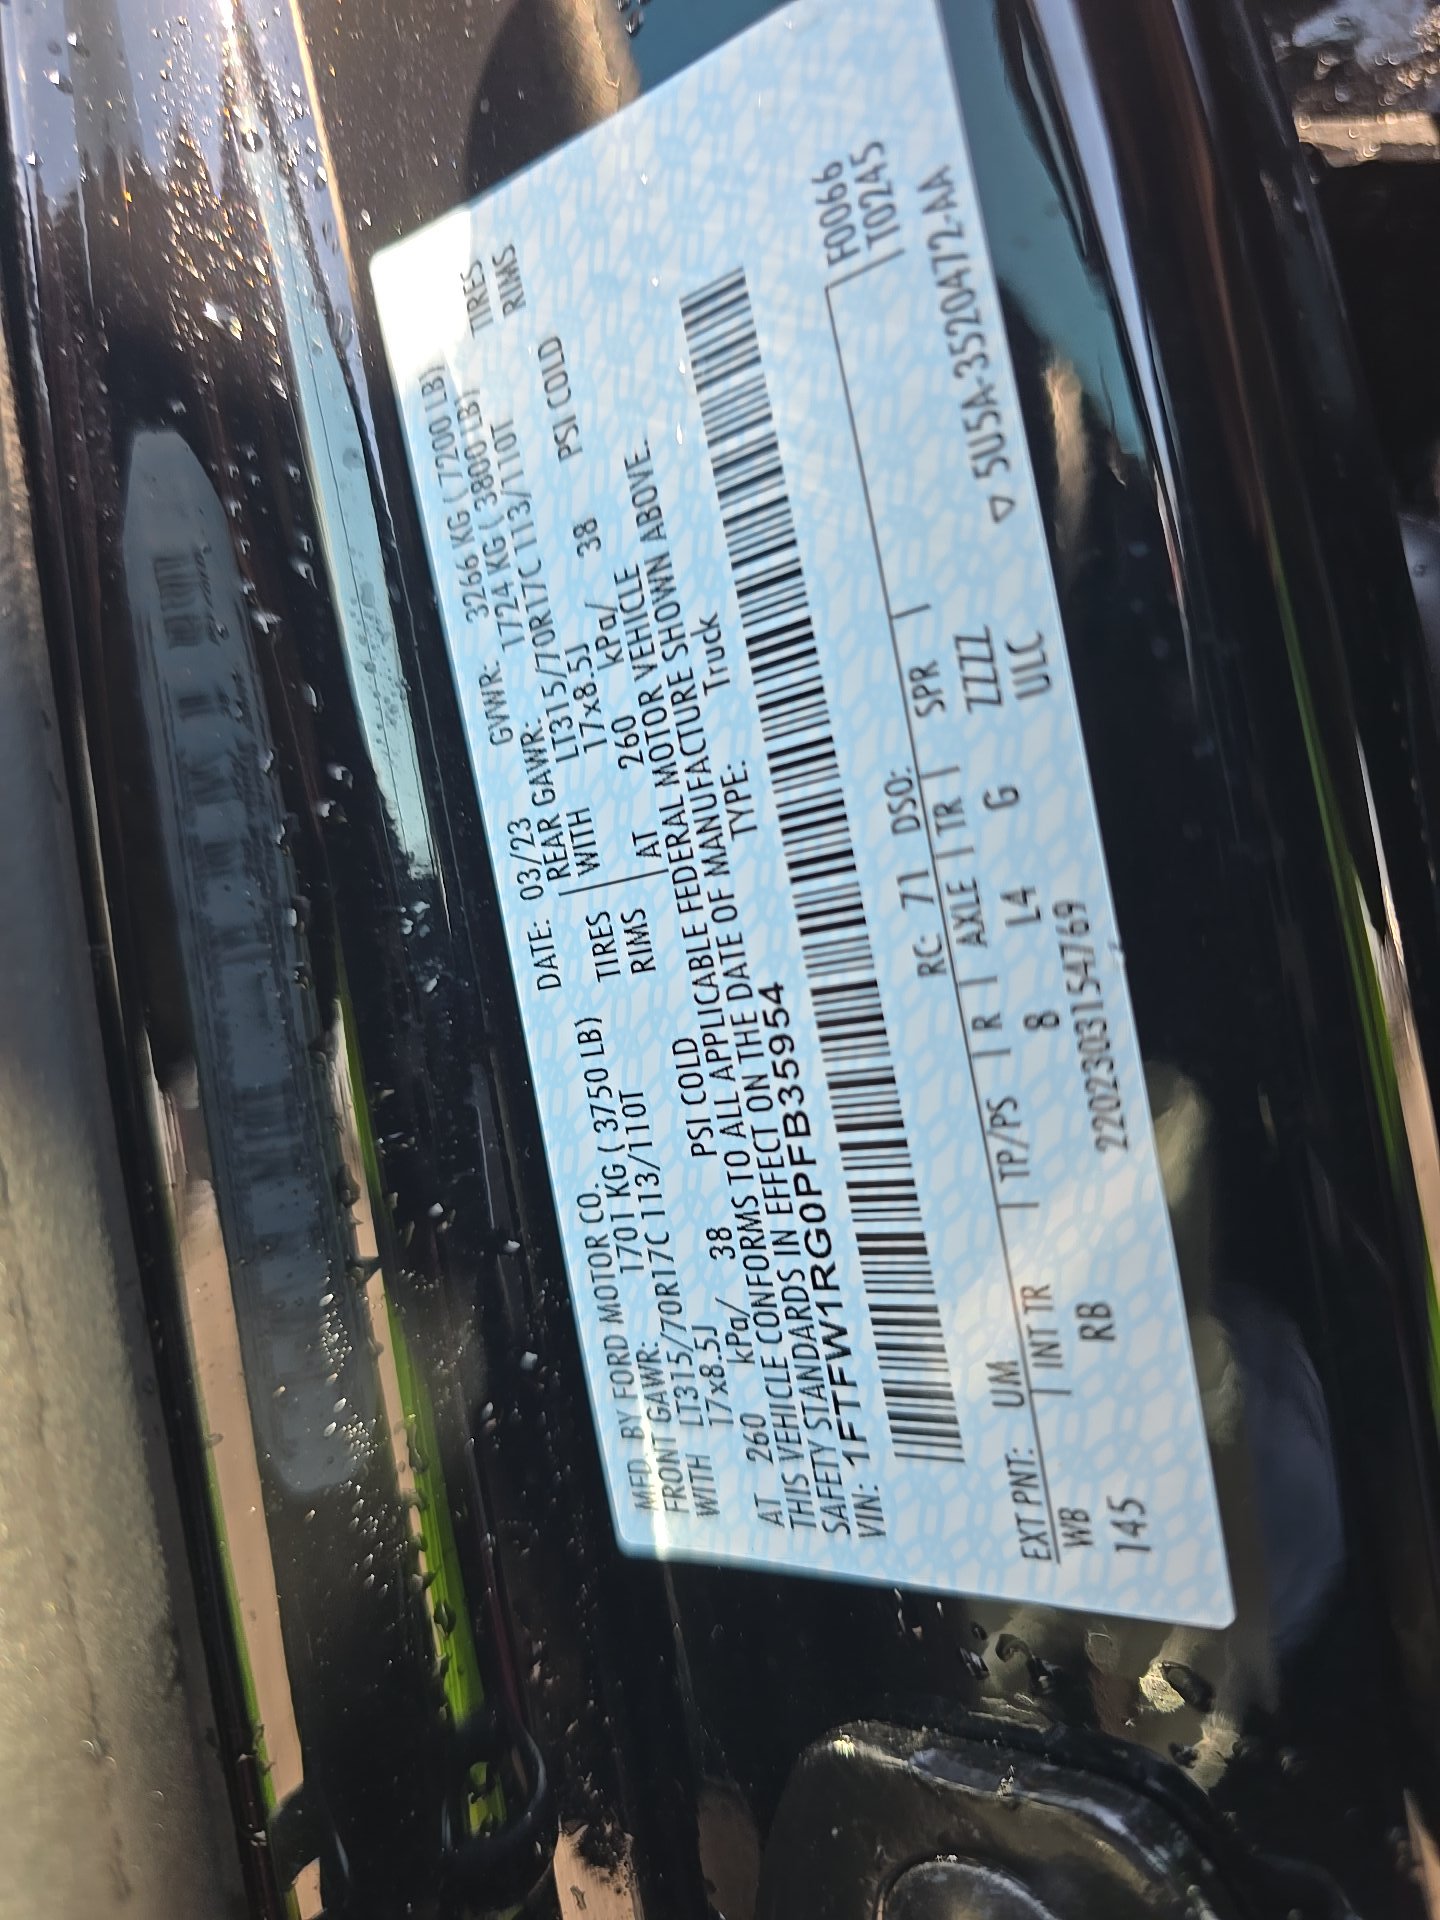 MFD. BY FORD MOTOR CO. DATE: 03/23 GVWR: 3266 KG ( 7200 LB)
FRONT GAWR: 1701 KG ( 3750 LB) REAR GAWR: 1724 KG ( 3800 LB)
WITH LT315/70R17C 113/110T TIRES WITH LT315/70R17C 113/110T TIRES
17x8.5J RIMS 17x8.5J RIMS
AT 260 kPa/ 38 PSI COLD AT 260 kPa/ 38 PSI COLD
THIS VEHICLE CONFORMS TO ALL APPLICABLE FEDERAL MOTOR VEHICLE
SAFETY STANDARDS IN EFFECT ON THE DATE OF MANUFACTURE SHOWN ABOVE.
VIN: 1FTFW1RG0PFB35954 TYPE: Truck
F0066
T0245
EXT PNT: UM RC: 71 DSO:
WB INT TR TP/PS R AXLE TR SPR
145 RB 8 L4 G ZZZZ
2202303154769 ULC
5U5A-3520472-AA